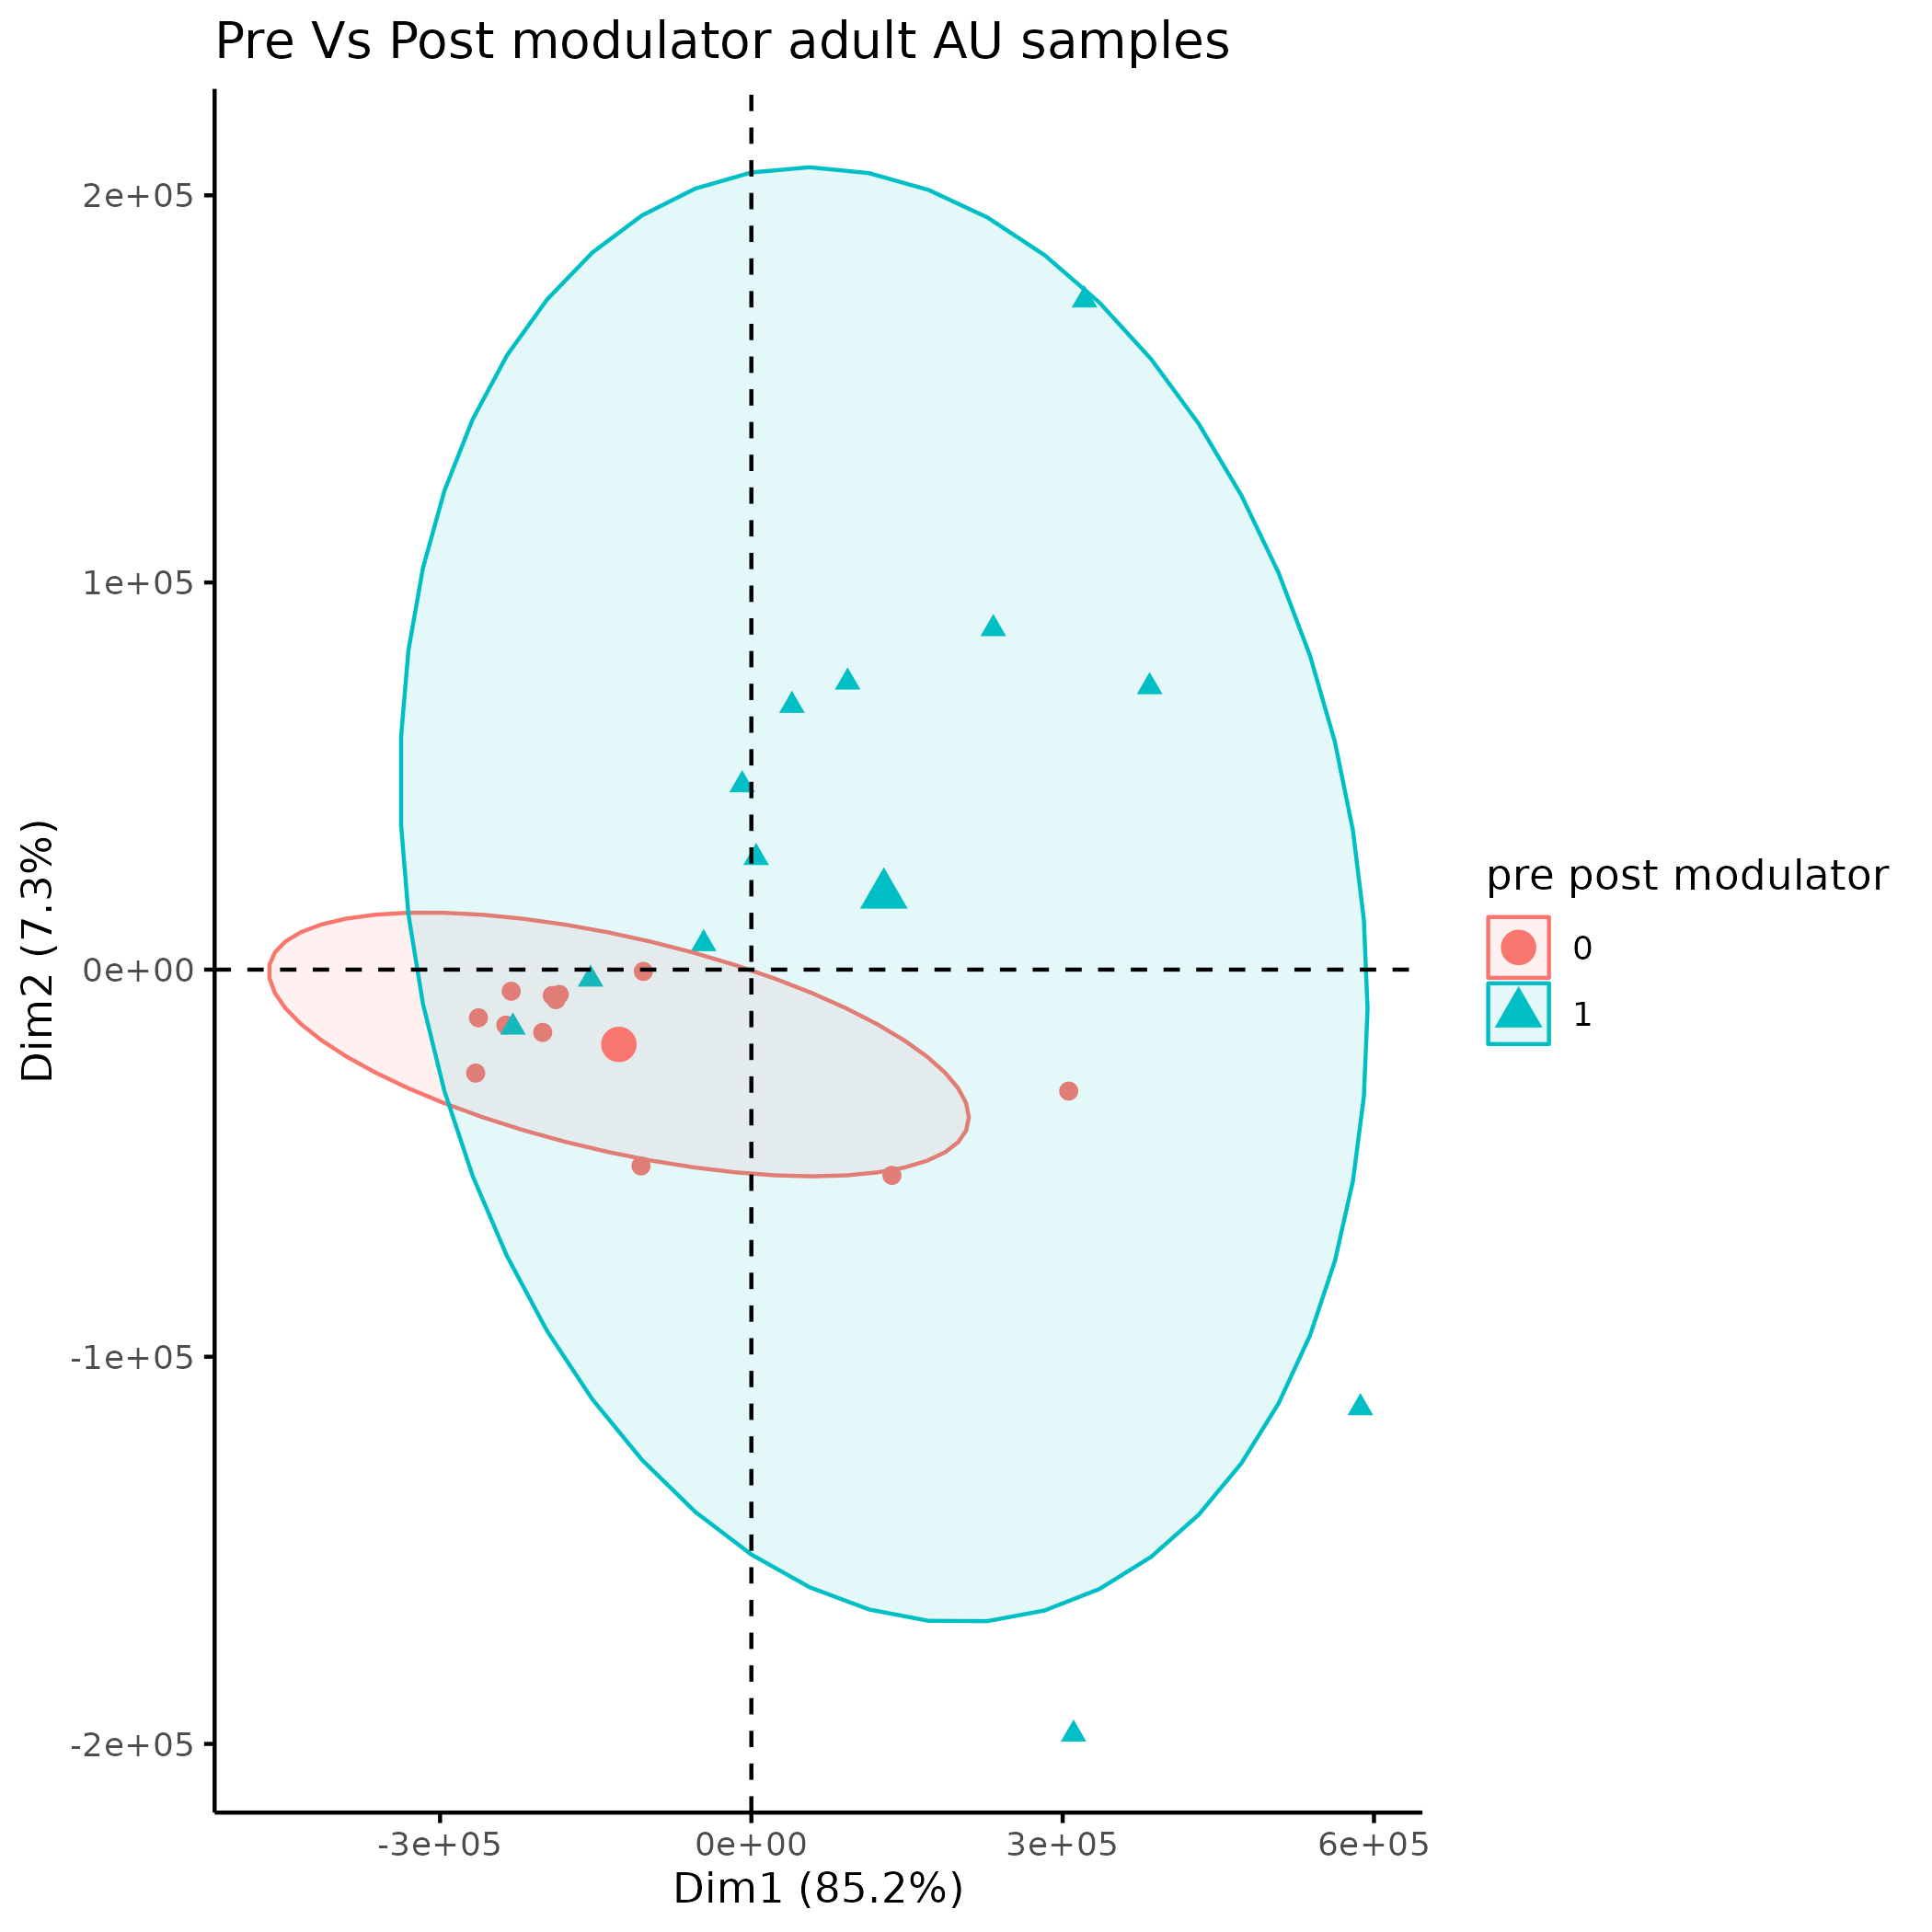 Pre Vs Post modulator adult AU samples
2e+05
1e+05
0e+00
-1e+05
-2e+05
Dim2 (7.3%)
-3e+05
0e+00
3e+05
6e+05
Dim1 (85.2%)
pre post modulator
0
1